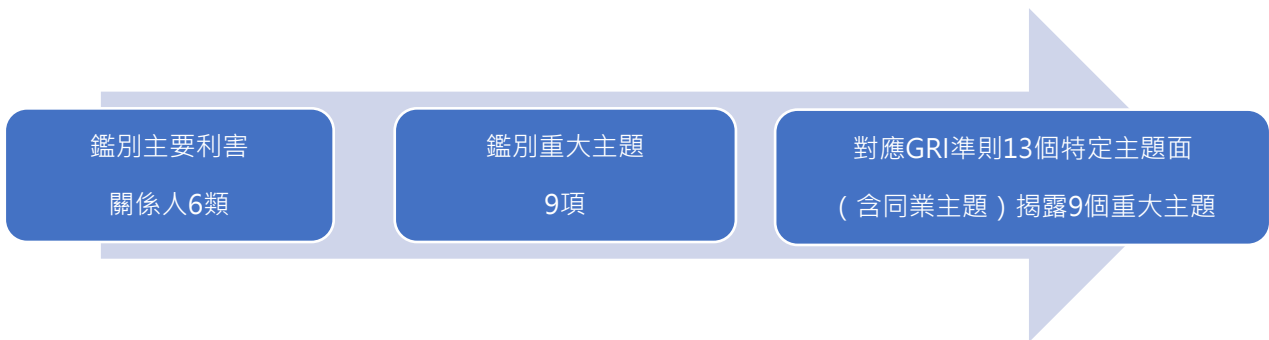 鑑別主要利害
關係人6類
鑑別重大主題
9項
對應GRI準則13個特定主題面
（含同業主題）揭露9個重大主題